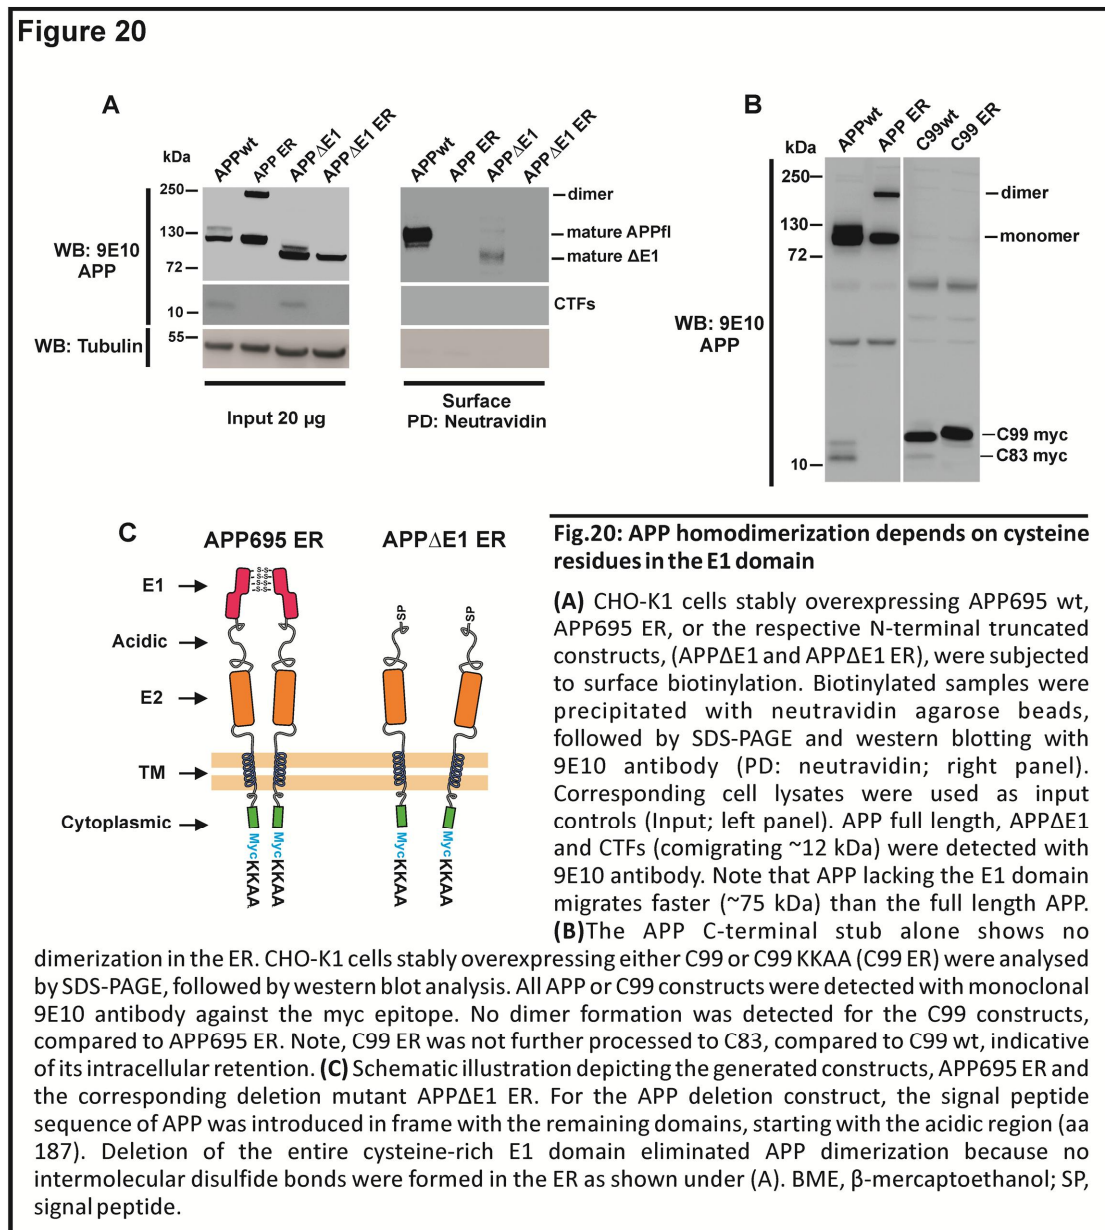 Figure 20
A
kDa
APPwt
APP ER
APPΔE1
APPΔE1 ER
APPwt
APP ER
APPΔE1
APPΔE1 ER
250
130
72
10
55
WB: 9E10
APP
WB: Tubulin
dimer
mature APPfl
mature ΔE1
CTFs
Input 20 µg
Surface
PD: Neutravidin
B
kDa
APPwt
APP ER
C99wt
C99 ER
250
130
72
10
WB: 9E10
APP
dimer
monomer
C99 myc
C83 myc
C
APP695 ER
APPΔE1 ER
E1
Acidic
E2
TM
Cytoplasmic
-S-S-
-S-S-
-S-S-
-S-S-
SP
SP
MycKKAA
MycKKAA
MycKKAA
MycKKAA
Fig.20: APP homodimerization depends on cysteine
residues in the E1 domain
(A) CHO-K1 cells stably overexpressing APP695 wt,
APP695 ER, or the respective N-terminal truncated
constructs, (APPΔE1 and APPΔE1 ER), were subjected
to surface biotinylation. Biotinylated samples were
precipitated with neutravidin agarose beads,
followed by SDS-PAGE and western blotting with
9E10 antibody (PD: neutravidin; right panel).
Corresponding cell lysates were used as input
controls (Input; left panel). APP full length, APPΔE1
and CTFs (comigrating ~12 kDa) were detected with
9E10 antibody. Note that APP lacking the E1 domain
migrates faster (~75 kDa) than the full length APP.
(B)The APP C-terminal stub alone shows no
dimerization in the ER. CHO-K1 cells stably overexpressing either C99 or C99 KKAA (C99 ER) were analysed
by SDS-PAGE, followed by western blot analysis. All APP or C99 constructs were detected with monoclonal
9E10 antibody against the myc epitope. No dimer formation was detected for the C99 constructs,
compared to APP695 ER. Note, C99 ER was not further processed to C83, compared to C99 wt, indicative
of its intracellular retention. (C) Schematic illustration depicting the generated constructs, APP695 ER and
the corresponding deletion mutant APPΔE1 ER. For the APP deletion construct, the signal peptide
sequence of APP was introduced in frame with the remaining domains, starting with the acidic region (aa
187). Deletion of the entire cysteine-rich E1 domain eliminated APP dimerization because no
intermolecular disulfide bonds were formed in the ER as shown under (A). BME, β-mercaptoethanol; SP,
signal peptide.